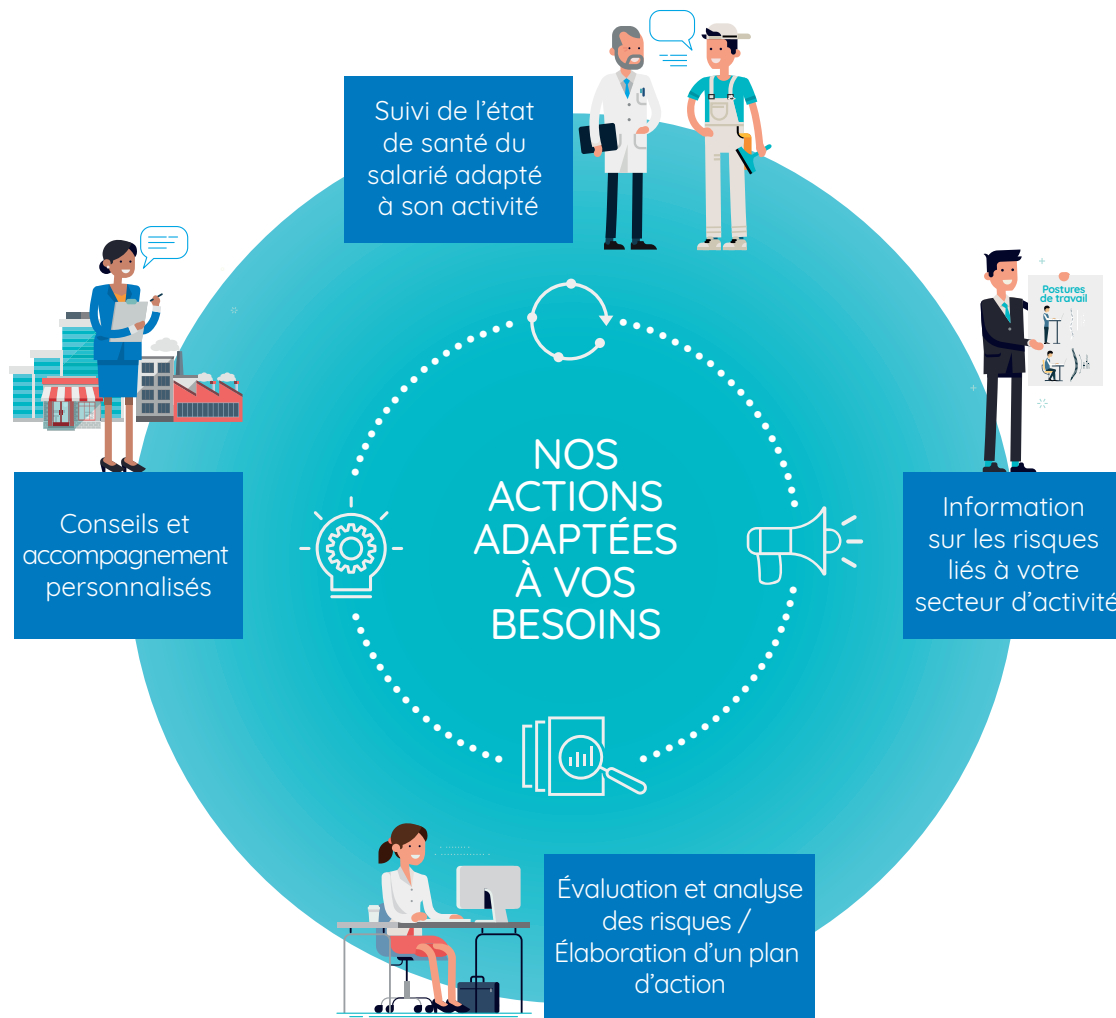 Suivi de l’état
de santé du
salarié adapté
à son activité
Postures
de travail
NOS
ACTIONS
ADAPTÉES
À VOS
BESOINS
Conseils et
accompagnement
personnalisés
Information
sur les risques
liés à votre
secteur d’activité
Évaluation et analyse
des risques /
Élaboration d’un plan
d’action